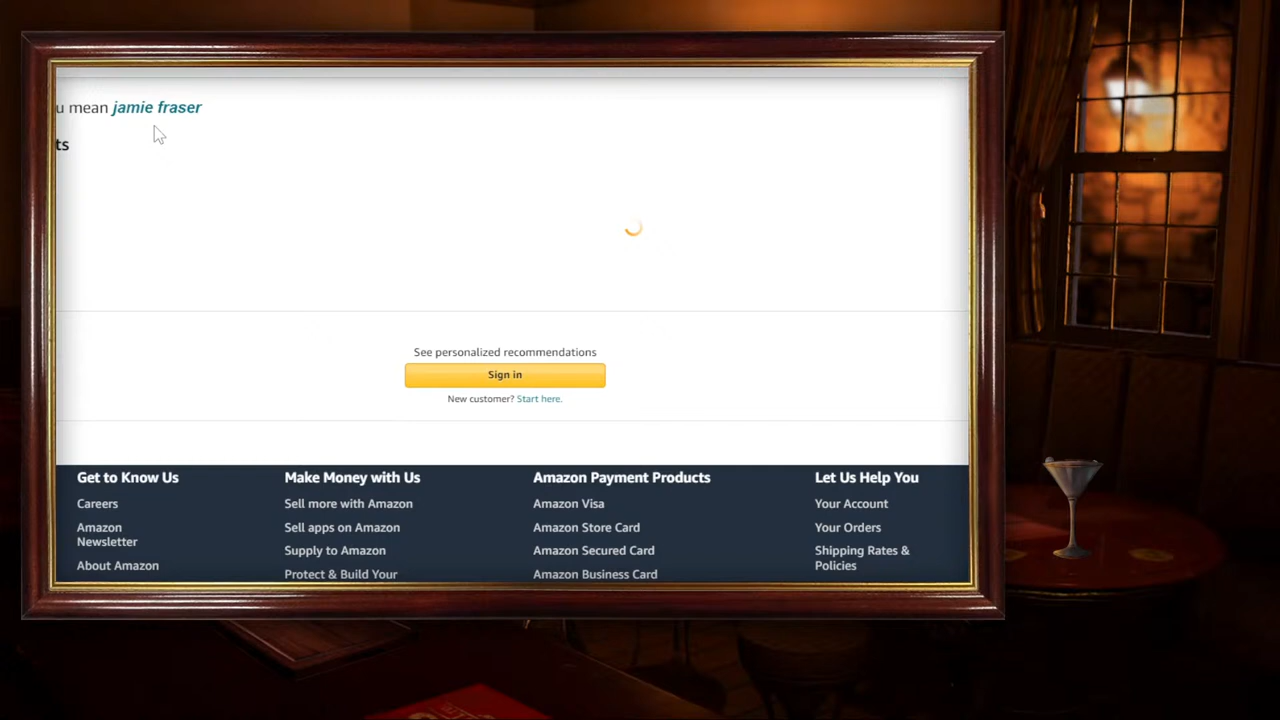 u mean jamie fraser
ts
See personalized recommendations
Sign in
New customer? Start here.
Get to Know Us
Careers
Amazon
Newsletter
About Amazon
Make Money with Us
Sell more with Amazon
Sell apps on Amazon
Supply to Amazon
Protect & Build Your
Amazon Payment Products
Amazon Visa
Amazon Store Card
Amazon Secured Card
Amazon Business Card
Let Us Help You
Your Account
Your Orders
Shipping Rates &
Policies